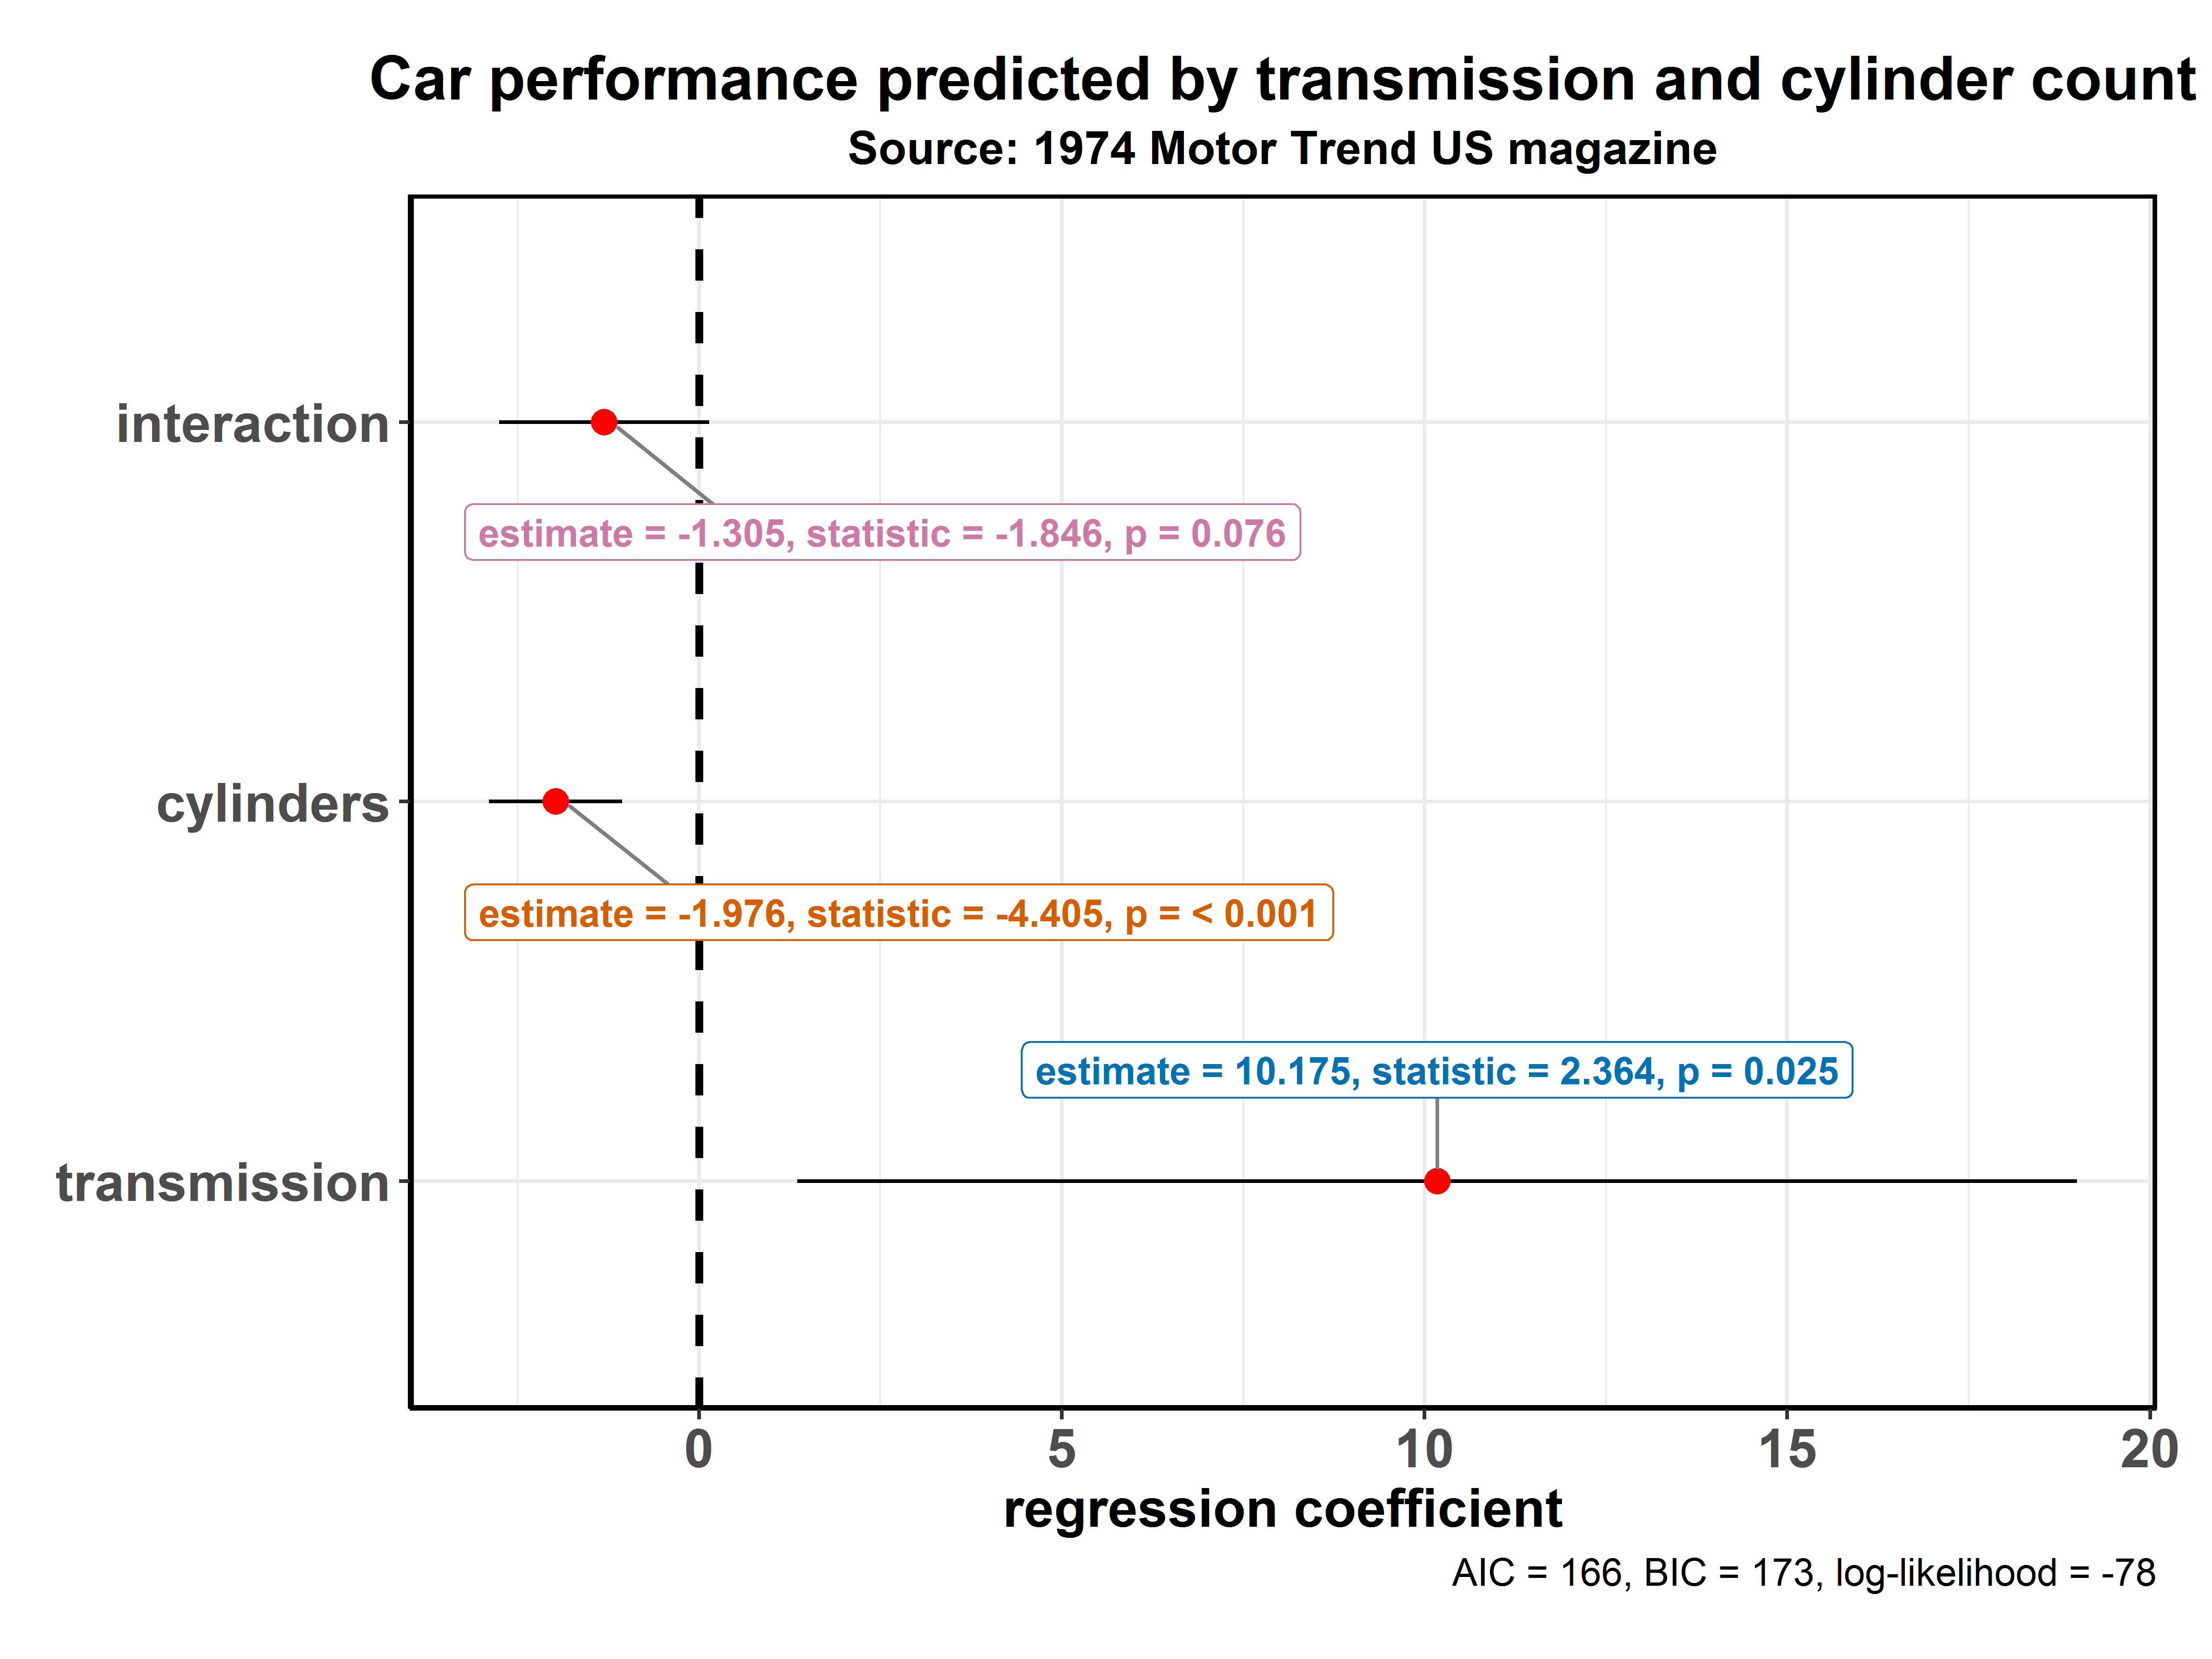 Car performance predicted by transmission and cylinder count
Source: 1974 Motor Trend US magazine
interaction
estimate = -1.305, statistic = -1.846, p = 0.076
cylinders
estimate = -1.976, statistic = -4.405, p = < 0.001
estimate = 10.175, statistic = 2.364, p = 0.025
transmission
0 5 10 15 20
regression coefficient
AIC = 166, BIC = 173, log-likelihood = -78